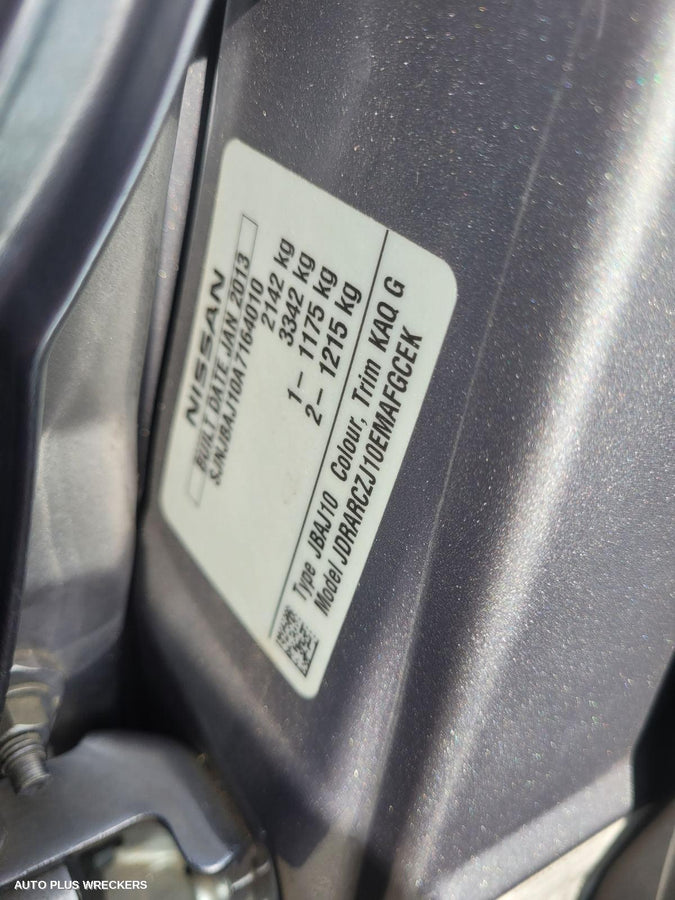 NISSAN
BUILT DATE JAN 2013
SJNJBAJ10A7164010
2142 kg
3342 kg
1– 1175 kg
2– 1215 kg
Type JBAJ10 Colour, Trim KAQ G
Model JDRARCZJ10EMAFGCEK
AUTO PLUS WRECKERS